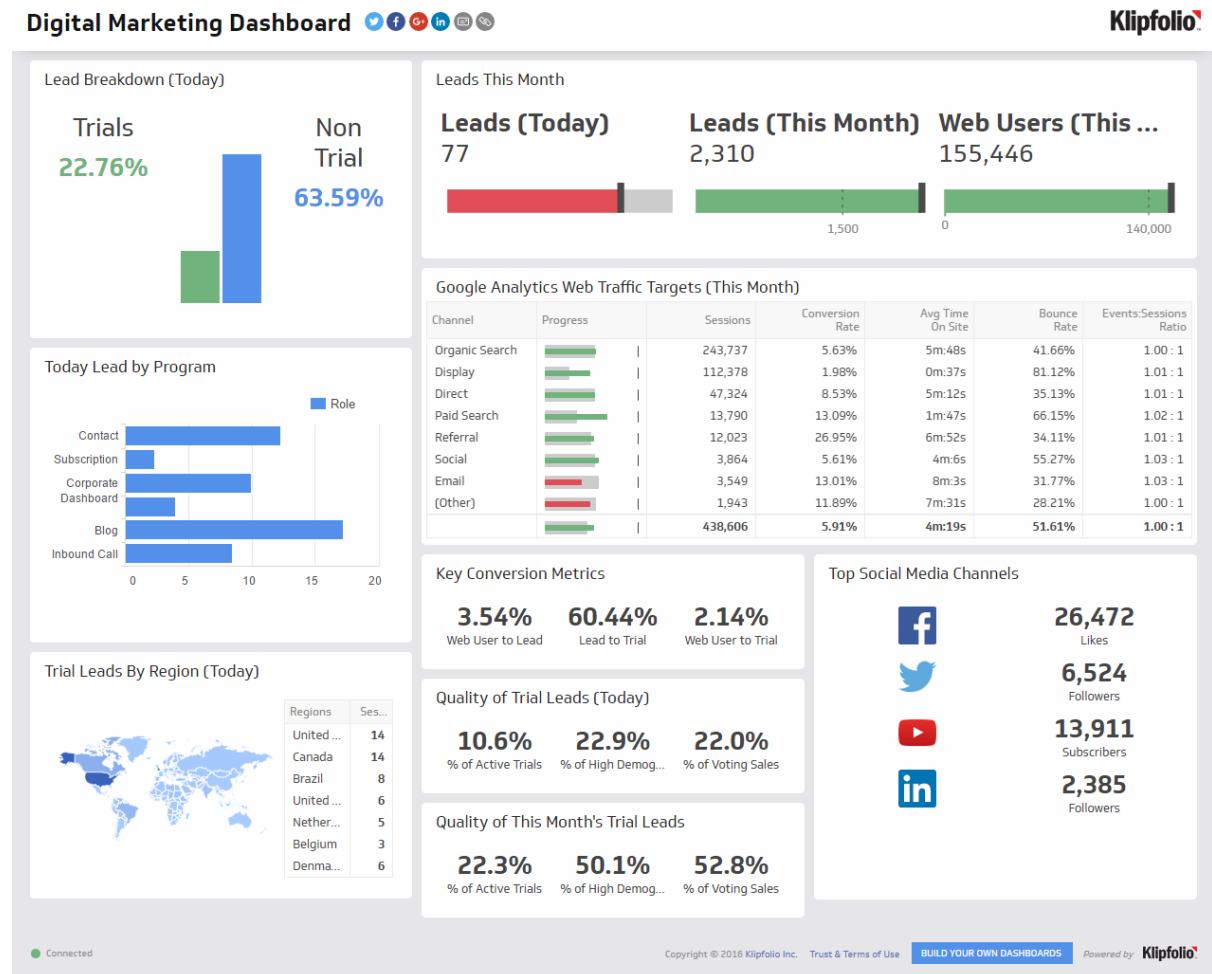 Digital Marketing Dashboard
Klipfolio
Lead Breakdown (Today)
Trials
22.76%
Non
Trial
63.59%
Leads This Month
Leads (Today)
77
Leads (This Month)
2,310
1,500
Web Users (This ...
155,446
0
140,000
Today Lead by Program
Role
Contact
Subscription
Corporate
Dashboard
Blog
Inbound Call
0 5 10 15 20
Google Analytics Web Traffic Targets (This Month)
Channel Progress Sessions Conversion Rate Avg Time On Site Bounce Rate Events:Sessions Ratio
Organic Search 243,737 5.63% 5m:48s 41.66% 1.00 : 1
Display 112,378 1.98% 0m:37s 81.12% 1.01 : 1
Direct 47,324 8.53% 5m:12s 35.13% 1.01 : 1
Paid Search 13,790 13.09% 1m:47s 66.15% 1.02 : 1
Referral 12,023 26.95% 6m:52s 34.11% 1.01 : 1
Social 3,864 5.61% 4m:6s 55.27% 1.03 : 1
Email 3,549 13.01% 8m:3s 31.77% 1.03 : 1
(Other) 1,943 11.89% 7m:31s 28.21% 1.00 : 1
438,606 5.91% 4m:19s 51.61% 1.00 : 1
Trial Leads By Region (Today)
Regions Ses...
United ... 14
Canada 14
Brazil 8
United ... 6
Nether... 5
Belgium 3
Denma... 6
Key Conversion Metrics
3.54% 60.44% 2.14%
Web User to Lead Lead to Trial Web User to Trial
Quality of Trial Leads (Today)
10.6% 22.9% 22.0%
% of Active Trials % of High Demog... % of Voting Sales
Quality of This Month's Trial Leads
22.3% 50.1% 52.8%
% of Active Trials % of High Demog... % of Voting Sales
Top Social Media Channels
26,472
Likes
6,524
Followers
13,911
Subscribers
in
2,385
Followers
Connected
Copyright © 2016 Klipfolio Inc. Trust & Terms of Use BUILD YOUR OWN DASHBOARDS Powered by Klipfolio